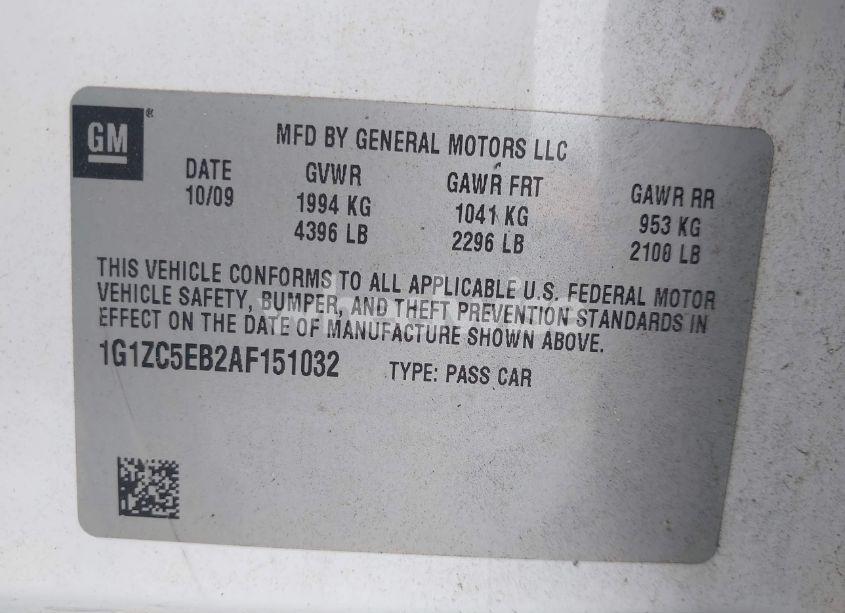 GM ®
MFD BY GENERAL MOTORS LLC
DATE GVWR GAWR FRT GAWR RR
10/09 1994 KG 1041 KG 953 KG
4396 LB 2296 LB 2100 LB
THIS VEHICLE CONFORMS TO ALL APPLICABLE U.S. FEDERAL MOTOR
VEHICLE SAFETY, BUMPER, AND THEFT PREVENTION STANDARDS IN
EFFECT ON THE DATE OF MANUFACTURE SHOWN ABOVE.
1G1ZC5EB2AF151032 TYPE: PASS CAR